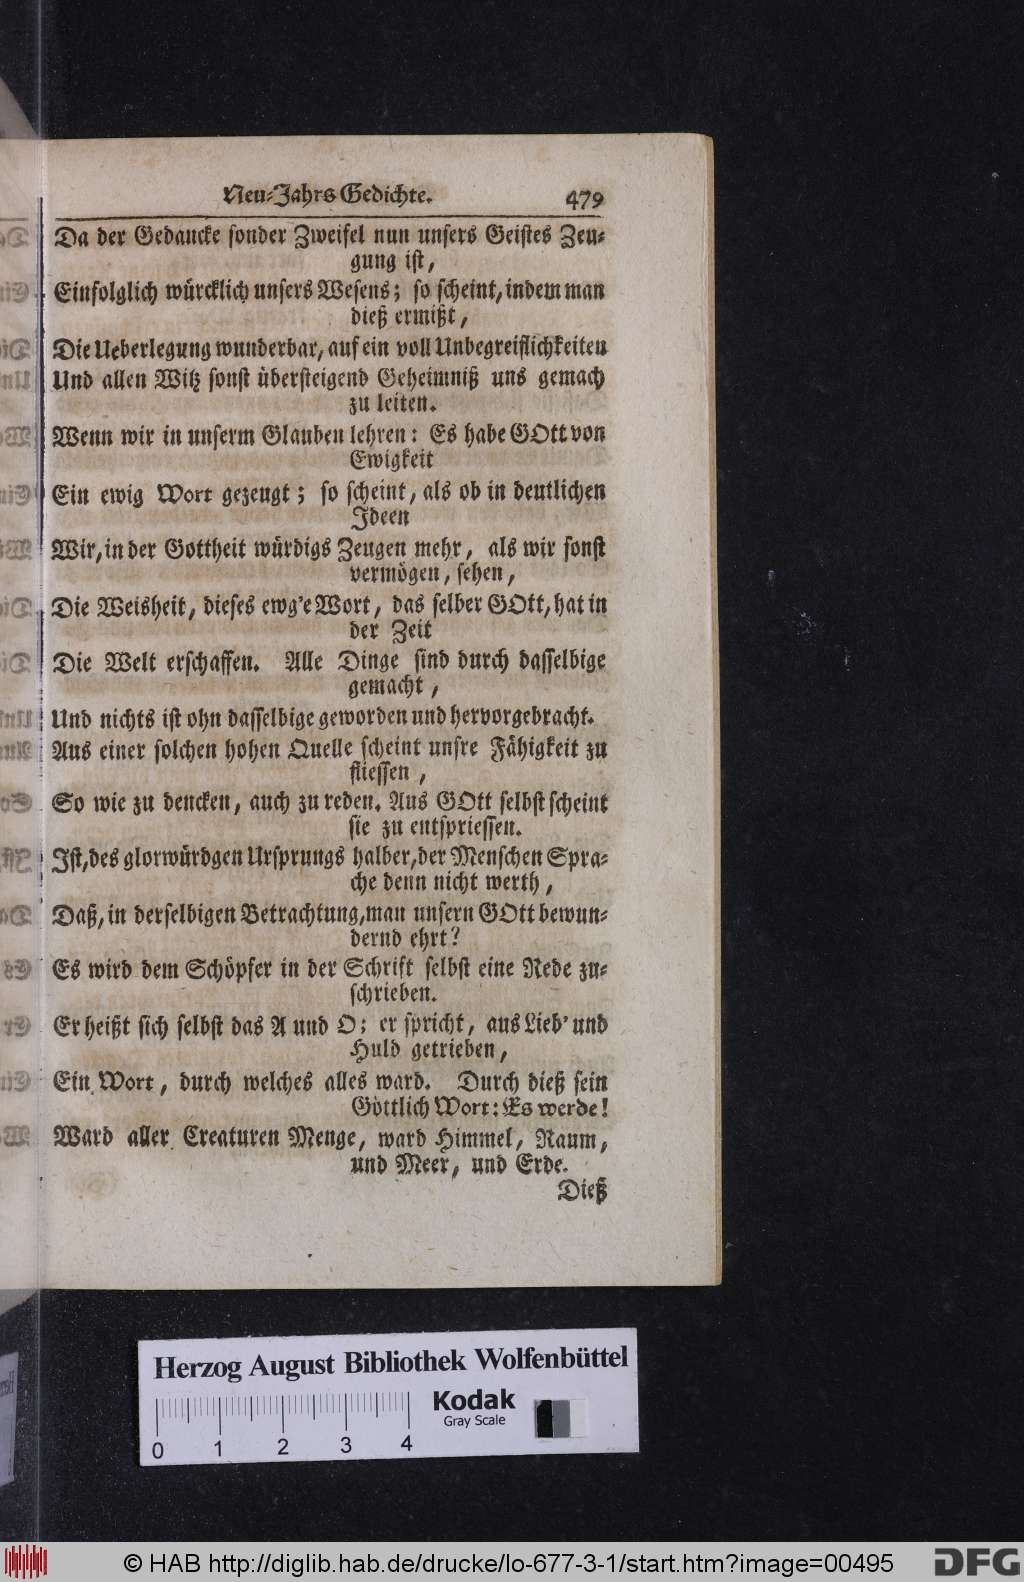 Neu-Jahrs Gedichte. 479
Da der Gedancke sonder Zweifel nun unsers Geistes Zeu-
gung ist,
Einfolglich würcklich unsers Wesens; so scheint, indem man
dieß ermißt,
Die Ueberlegung wunderbar, auf ein voll Unbegreiflichkeiten
Und allen Witz sonst übersteigend Geheimniß uns gemach
zu leiten.
Wenn wir in unserm Glauben lehren: Es habe GOtt von
Ewigkeit
Ein ewig Wort gezeugt; so scheint, als ob in deutlichen
Ideen
Wir, in der Gottheit würdigs Zeugen mehr, als wir sonst
vermögen, sehen,
Die Weisheit, dieses ewg'e Wort, das selber GOtt, hat in
der Zeit
Die Welt erschaffen. Alle Dinge sind durch dasselbige
gemacht,
Und nichts ist ohn dasselbige geworden und hervorgebracht.
Aus einer solchen hohen Quelle scheint unsre Fähigkeit zu
fliessen,
So wie zu dencken, auch zu reden. Aus GOtt selbst scheint
sie zu entspriessen.
Ist, des glorwürdgen Ursprungs halber, der Menschen Spra-
che denn nicht werth,
Daß, in derselbigen Betrachtung, man unsern GOtt bewun-
dernd ehrt?
Es wird dem Schöpfer in der Schrift selbst eine Rede zu-
schrieben.
Er heißt sich selbst das A und O; er spricht, aus Lieb' und
Huld getrieben,
Ein Wort, durch welches alles ward. Durch dieß sein
Göttlich Wort: Es werde!
Ward aller Creaturen Menge, ward Himmel, Raum,
und Meer, und Erde.
Dieß
Herzog August Bibliothek Wolfenbüttel
Kodak
Gray Scale
0 1 2 3 4
© HAB http://diglib.hab.de/drucke/lo-677-3-1/start.htm?image=00495
DFG